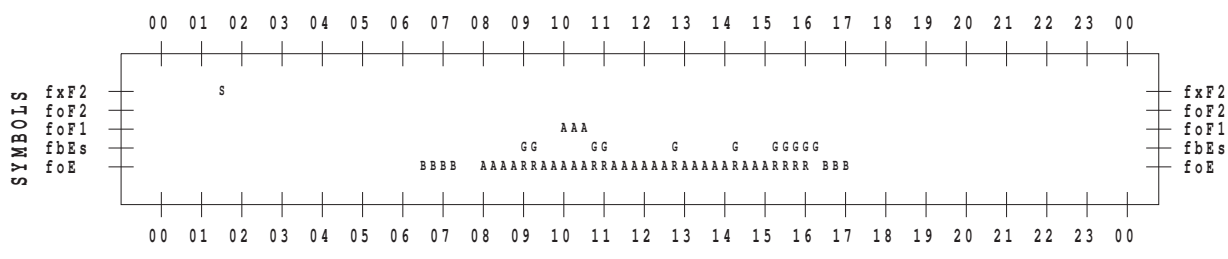 00 01 02 03 04 05 06 07 08 09 10 11 12 13 14 15 16 17 18 19 20 21 22 23 00
SYMBOLS
fxF2 S fxF2
foF2 foF2
foF1 AAA foF1
fbEs GG GG G G GGGGG fbEs
foE BBBB AAAARRAAAAARRAAAAAARAAAAARAAARRRR BBB foE
00 01 02 03 04 05 06 07 08 09 10 11 12 13 14 15 16 17 18 19 20 21 22 23 00